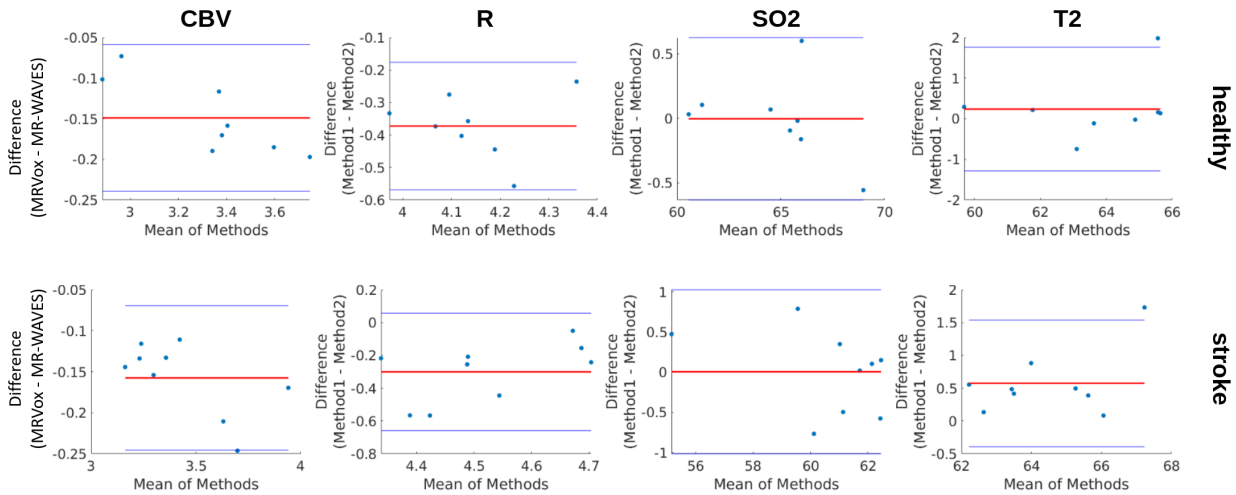 CBV
R
SO2
T2
Difference
(MRVox - MR-WAVES)
-0.05
-0.1
-0.15
-0.2
-0.25
3
3.2
3.4
3.6
Mean of Methods
Difference
(Method1 - Method2)
-0.1
-0.2
-0.3
-0.4
-0.5
-0.6
4
4.1
4.2
4.3
4.4
Mean of Methods
Difference
(Method1 - Method2)
0.5
0
-0.5
60
65
70
Mean of Methods
Difference
(Method1 - Method2)
2
1
0
-1
-2
60
62
64
66
Mean of Methods
healthy
Difference
(MRVox - MR-WAVES)
-0.05
-0.1
-0.15
-0.2
-0.25
3
3.5
4
Mean of Methods
Difference
(Method1 - Method2)
0.2
0
-0.2
-0.4
-0.6
-0.8
4.4
4.5
4.6
4.7
Mean of Methods
Difference
(Method1 - Method2)
1
0.5
0
-0.5
-1
56
58
60
62
Mean of Methods
Difference
(Method1 - Method2)
2
1.5
1
0.5
0
-0.5
62
64
66
68
Mean of Methods
stroke